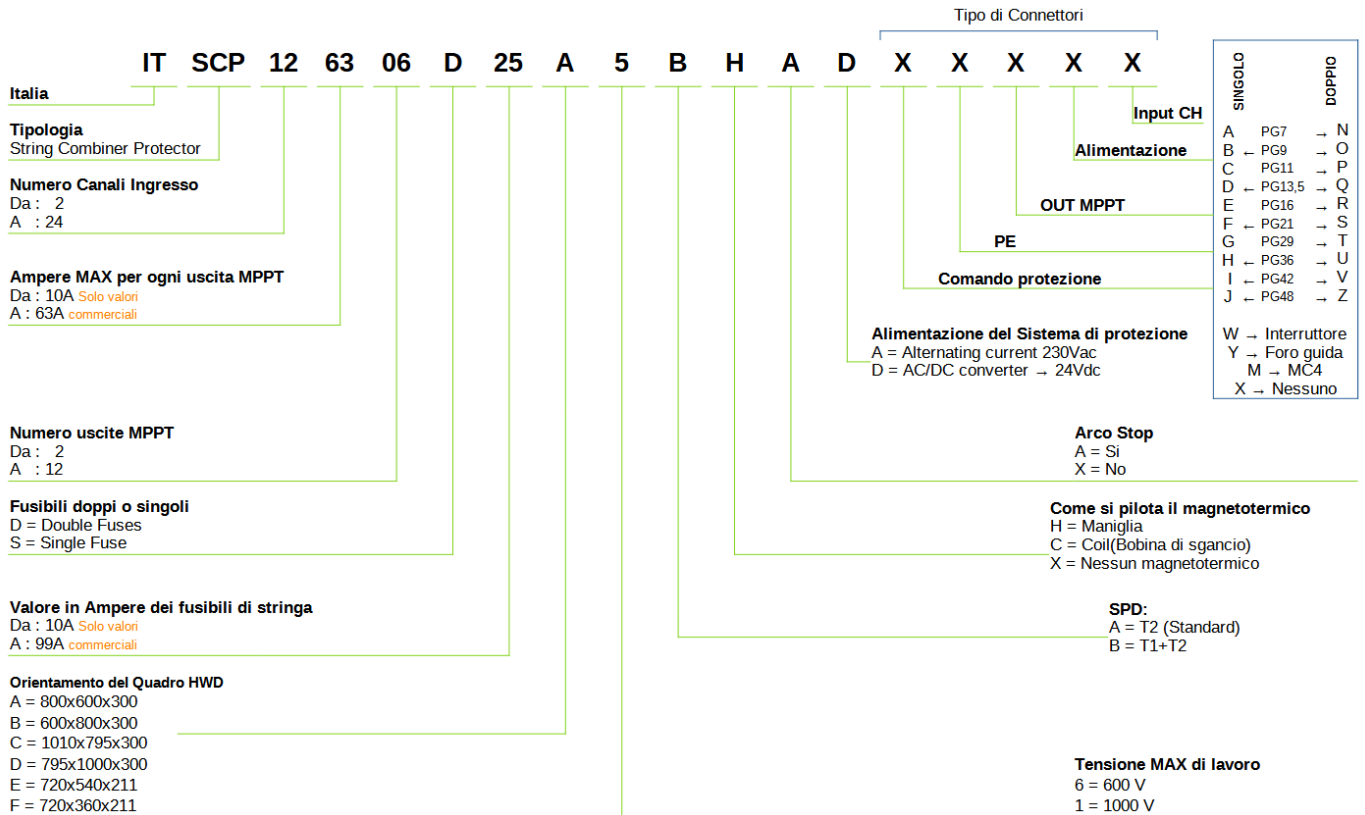 Tipo di Connettori
IT SCP 12 63 06 D 25 A 5 B H A D X X X X X
Italia
Tipologia
String Combiner Protector
Numero Canali Ingresso
Da : 2
A : 24
Ampere MAX per ogni uscita MPPT
Da : 10A Solo valori
A : 63A commerciali
Numero uscite MPPT
Da : 2
A : 12
Fusibili doppi o singoli
D = Double Fuses
S = Single Fuse
Valore in Ampere dei fusibili di stringa
Da : 10A Solo valori
A : 99A commerciali
Orientamento del Quadro HWD
A = 800x600x300
B = 600x800x300
C = 1010x795x300
D = 795x1000x300
E = 720x540x211
F = 720x360x211
Input CH
Alimentazione
OUT MPPT
PE
Comando protezione
Alimentazione del Sistema di protezione
A = Alternating current 230Vac
D = AC/DC converter → 24Vdc
SINGOLO DOPPIO
A PG7 → N
B ← PG9 → O
C PG11 → P
D ← PG13,5 → Q
E PG16 → R
F ← PG21 → S
G PG29 → T
H ← PG36 → U
I ← PG42 → V
J ← PG48 → Z
W → Interruttore
Y → Foro guida
M → MC4
X → Nessuno
Arco Stop
A = Si
X = No
Come si pilota il magnetotermico
H = Maniglia
C = Coil(Bobina di sgancio)
X = Nessun magnetotermico
SPD:
A = T2 (Standard)
B = T1+T2
Tensione MAX di lavoro
6 = 600 V
1 = 1000 V